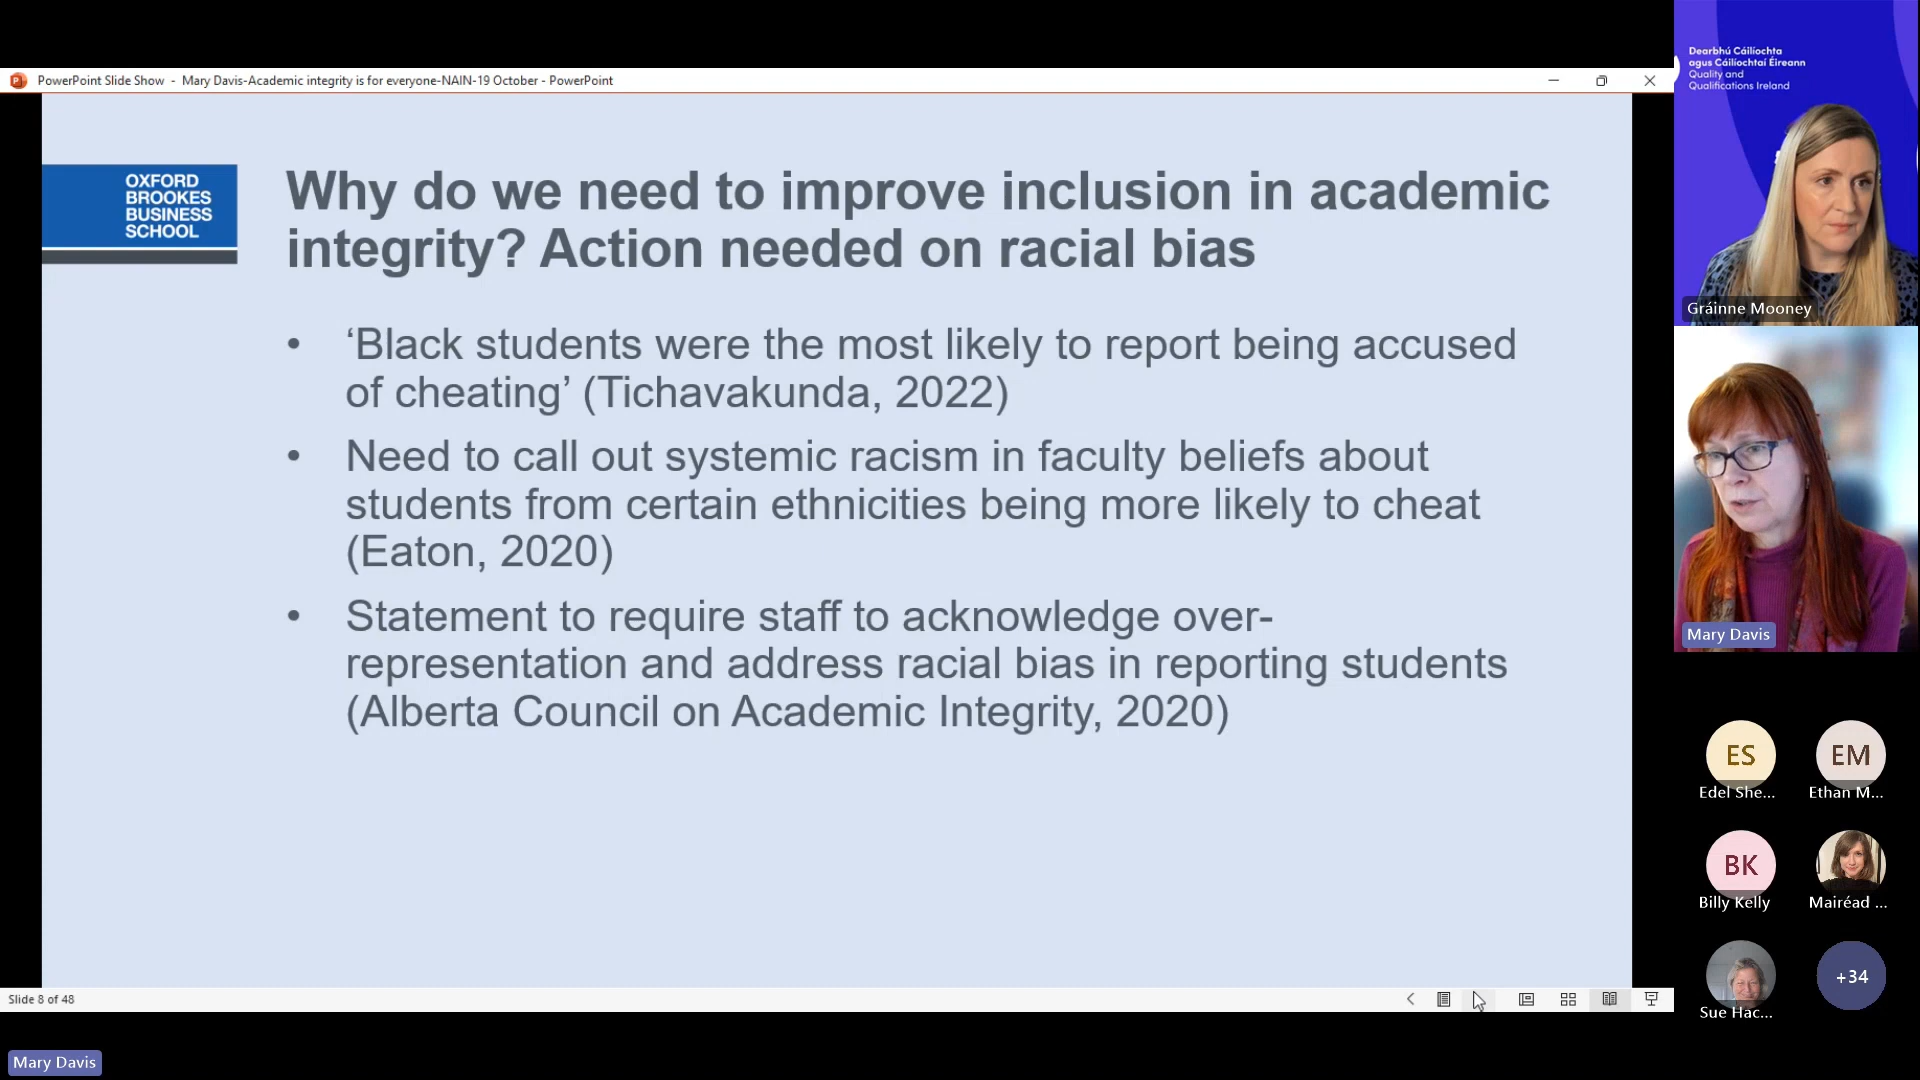 PowerPoint Slide Show - Mary Davis-Academic integrity is for everyone-NAIN-19 October - PowerPoint
OXFORD
BROOKES
BUSINESS
SCHOOL
Why do we need to improve inclusion in academic
integrity? Action needed on racial bias
• ‘Black students were the most likely to report being accused
of cheating’ (Tichavakunda, 2022)
• Need to call out systemic racism in faculty beliefs about
students from certain ethnicities being more likely to cheat
(Eaton, 2020)
• Statement to require staff to acknowledge over-
representation and address racial bias in reporting students
(Alberta Council on Academic Integrity, 2020)
Slide 8 of 48
Mary Davis
Dearbhú Cáilíochta
agus Cáilíochtaí Éireann
Quality and
Qualifications Ireland
Gráinne Mooney
Mary Davis
ES
Edel She...
EM
Ethan M...
BK
Billy Kelly
Mairéad ...
Sue Hac...
+34